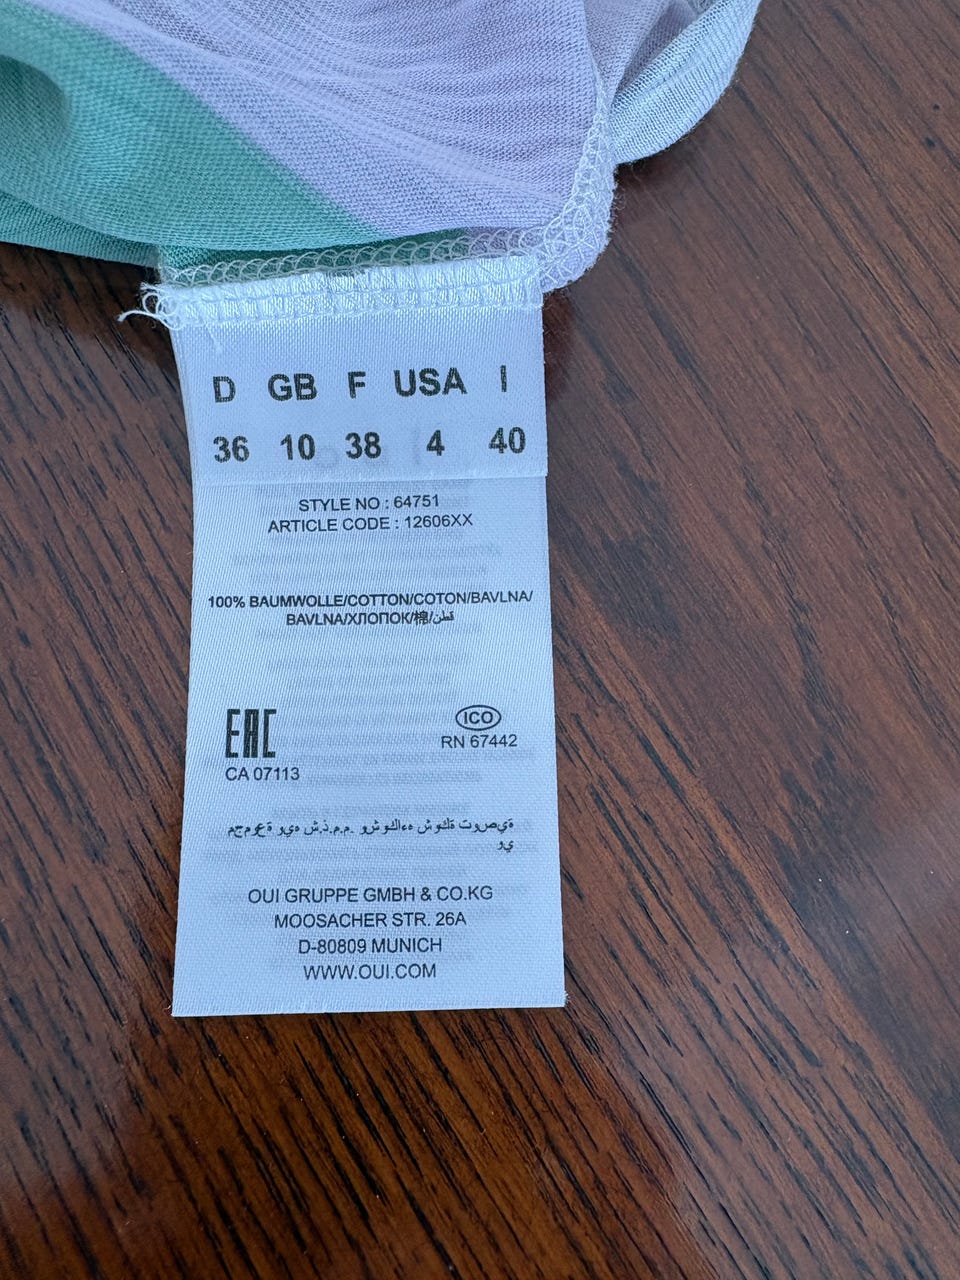 D GB F USA I
36 10 38 4 40
STYLE NO : 64751
ARTICLE CODE : 12606XX
100% BAUMWOLLE/COTTON/COTON/BAVLNA/
BAVLNA/ХЛОПОК/棉/قطن
EAC
CA 07113
ICO
RN 67442
OUI GRUPPE GMBH & CO.KG
MOOSACHER STR. 26A
D-80809 MUNICH
WWW.OUI.COM